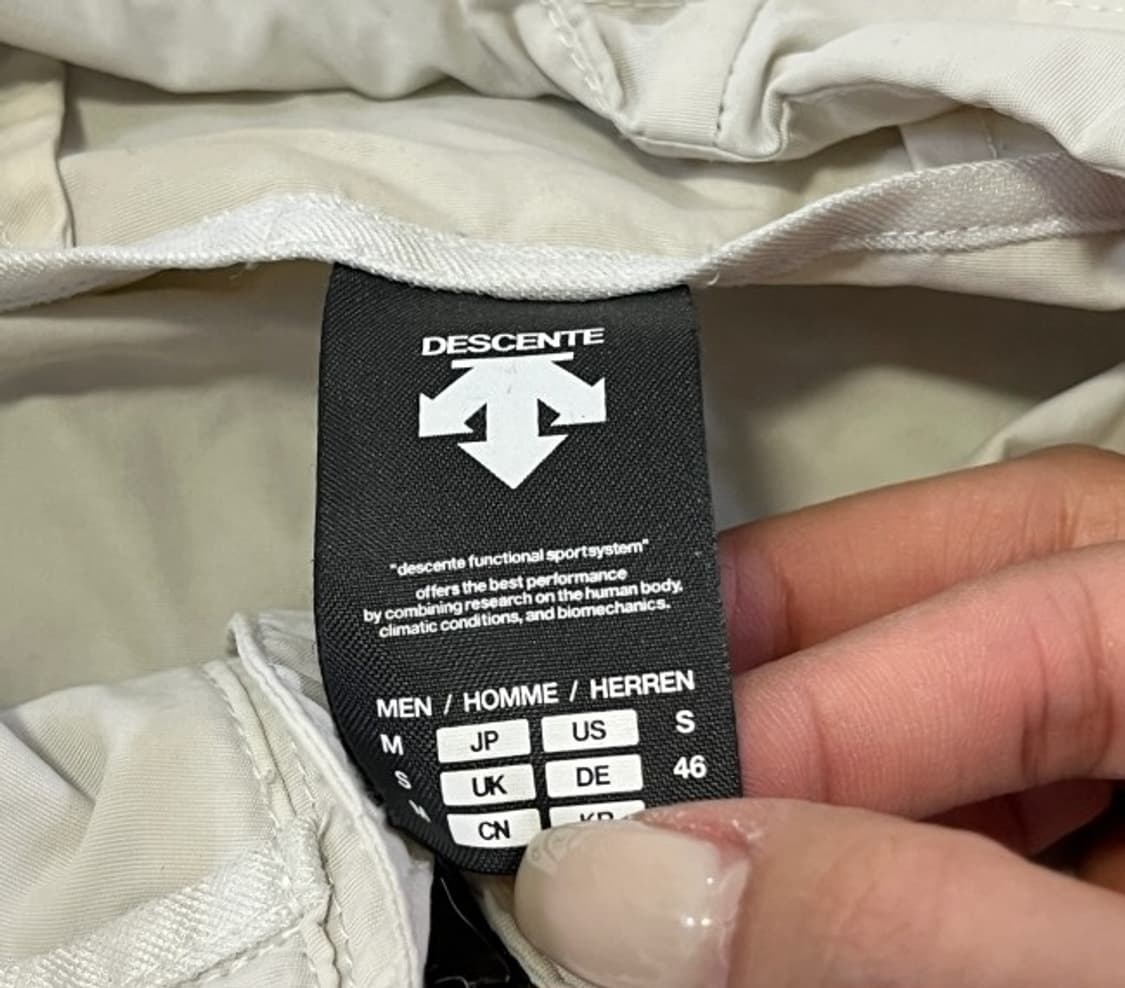 DESCENTE
"descente functional sportsystem"
offers the best performance
by combining research on the human body,
climatic conditions, and biomechanics.
MEN / HOMME / HERREN
M JP US S
S UK DE 46
M CN